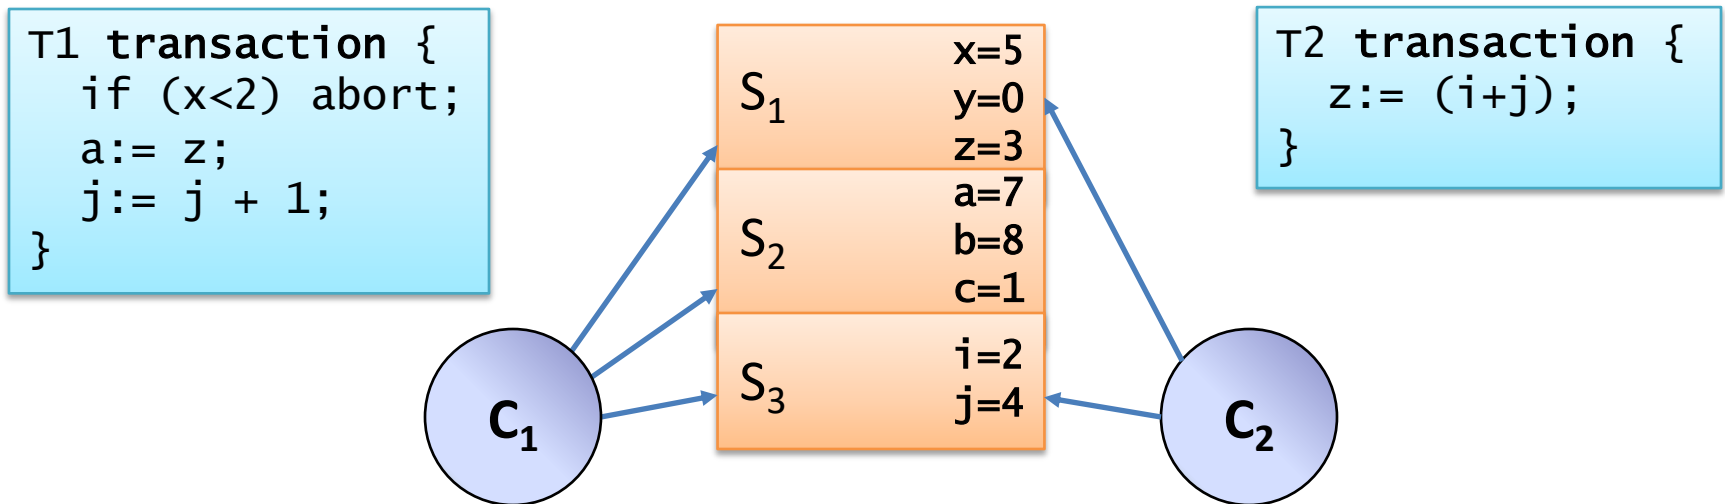 T1 transaction {
if (x<2) abort;
a:= z;
j:= j + 1;
}
S1
x=5
y=0
z=3
S2
a=7
b=8
c=1
S3
i=2
j=4
T2 transaction {
z:= (i+j);
}
C1
C2